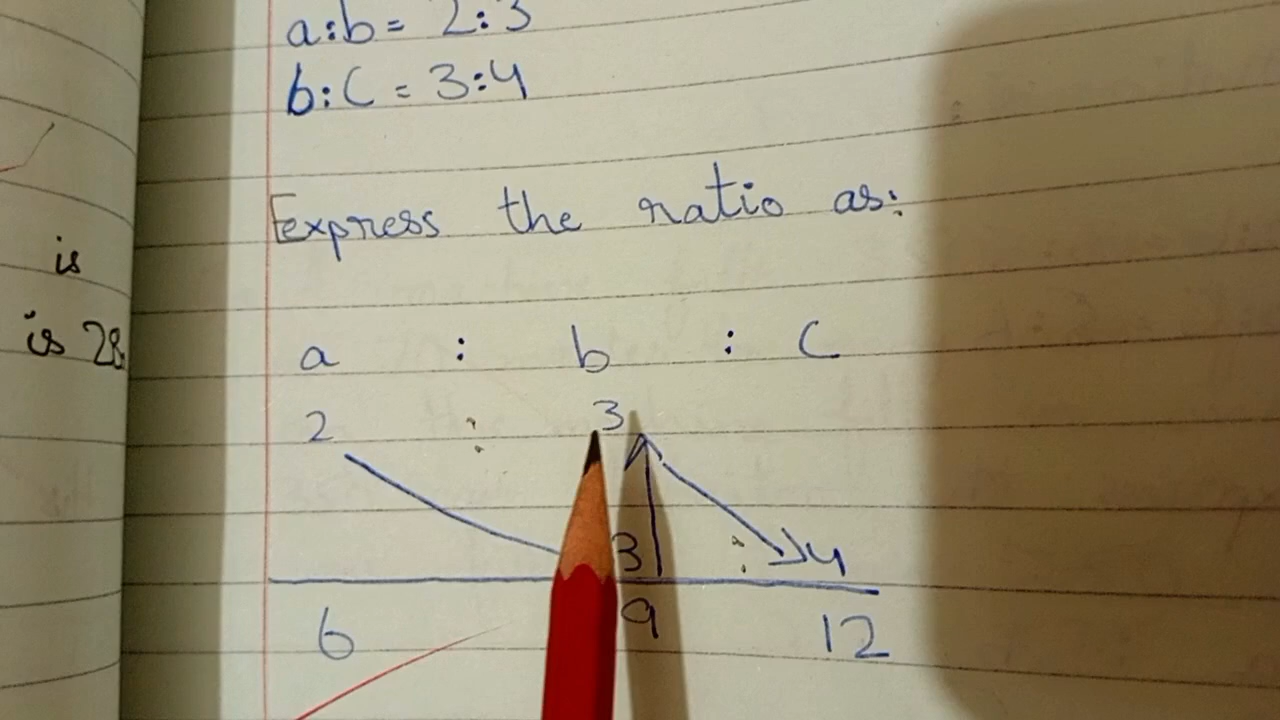 a:b = 2:3
b:C = 3:4
Express the ratio as:
a : b : C
2 : 3
3 : 4
6 9 12
is
is 28.